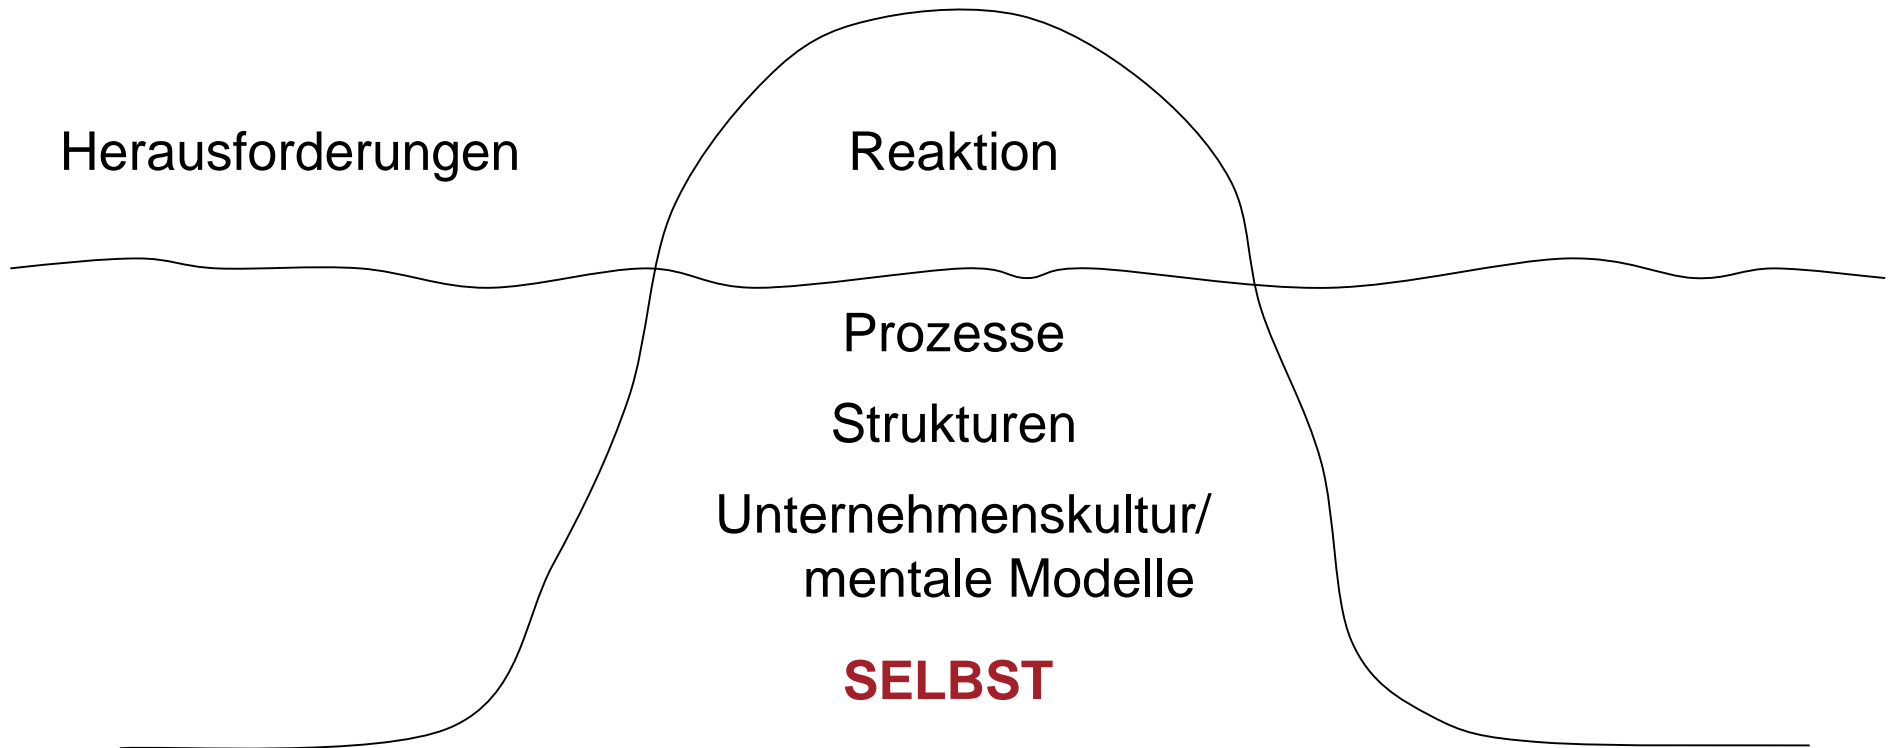 Herausforderungen
Reaktion
Prozesse
Strukturen
Unternehmenskultur/
mentale Modelle
SELBST